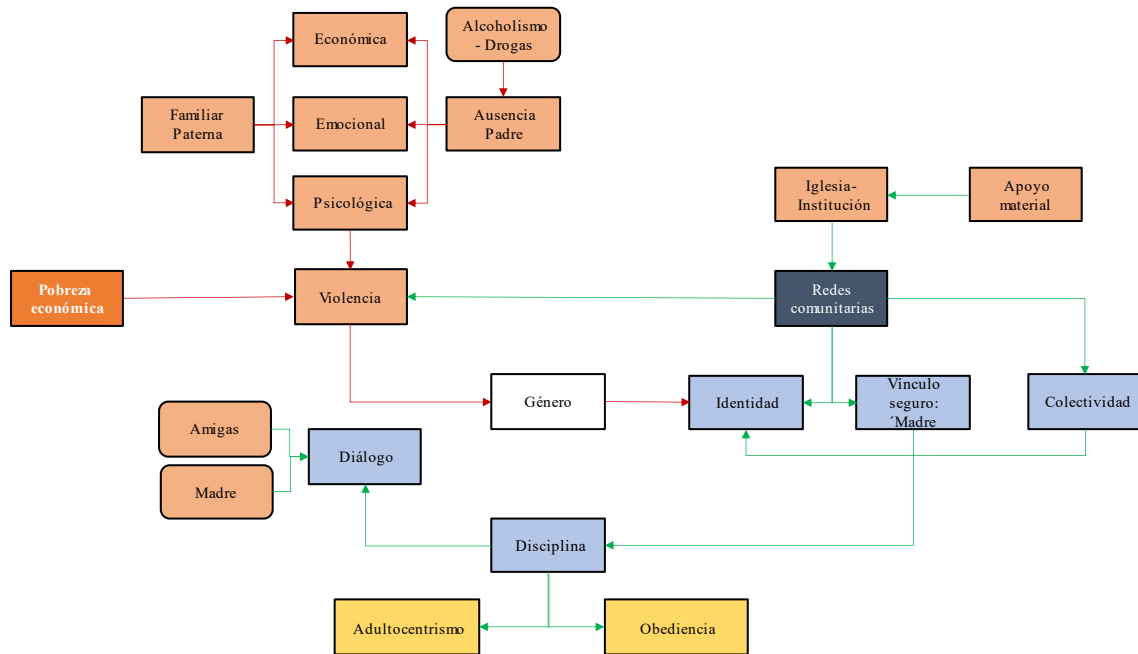 Económica
Alcoholismo
- Drogas
Familiar
Paterna
Emocional
Ausencia
Padre
Psicológica
Iglesia-
Institución
Apoyo
material
Pobreza
económica
Violencia
Redes
comunitarias
Género
Identidad
Vínculo
seguro:
´Madre
Colectividad
Amigas
Diálogo
Madre
Disciplina
Adultocentrismo
Obediencia